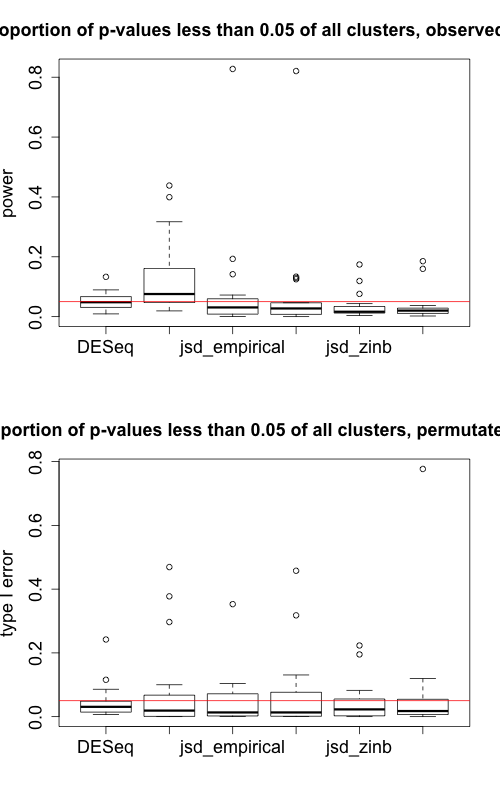 oportion of p-values less than 0.05 of all clusters, observed
0.8
0.6
0.4
0.2
0.0
power
DESeq jsd_empirical jsd_zinb
portion of p-values less than 0.05 of all clusters, permutate
0.8
0.6
0.4
0.2
0.0
type I error
DESeq jsd_empirical jsd_zinb